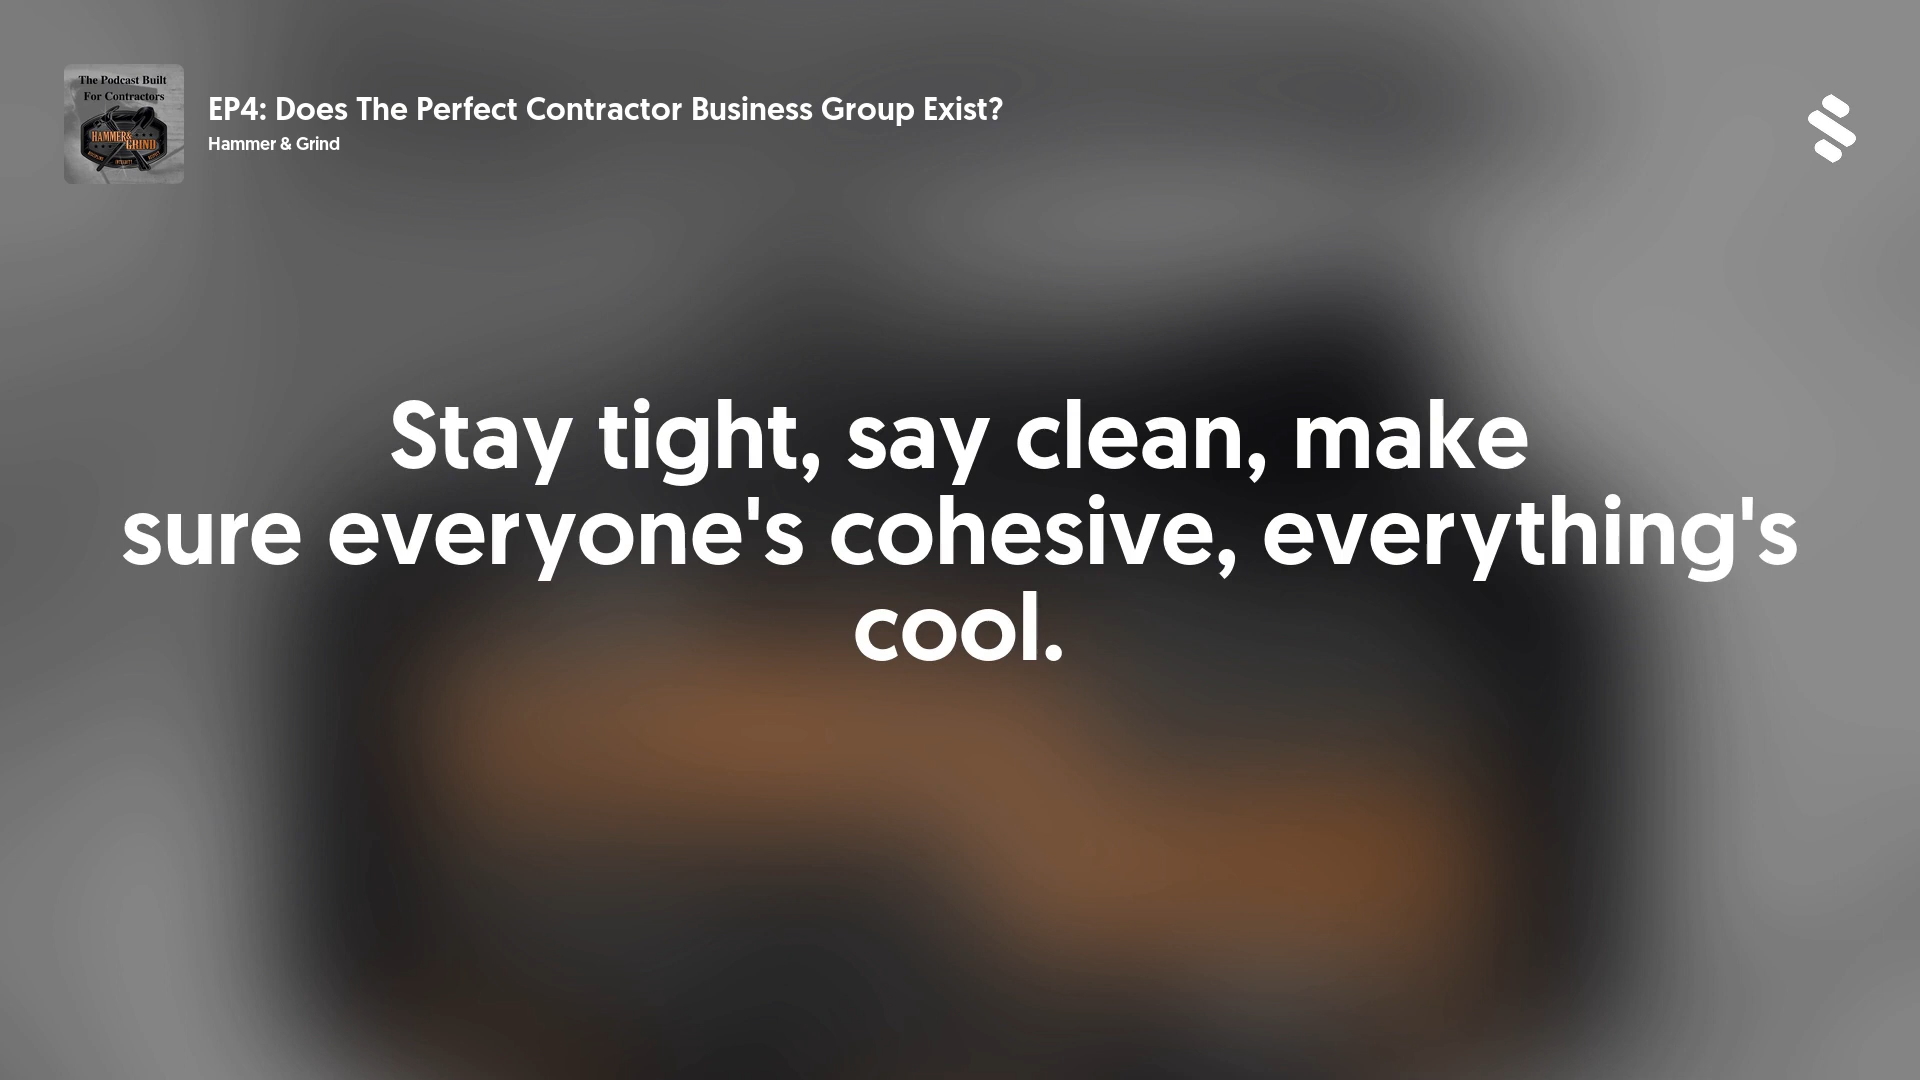 The Podcast Built
For Contractors
HAMMER&
GRIND
EP4: Does The Perfect Contractor Business Group Exist?
Hammer & Grind
Stay tight, say clean, make
sure everyone's cohesive, everything's
cool.